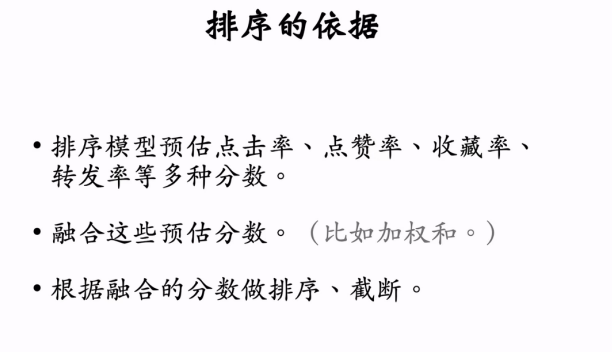 排序的依据
• 排序模型预估点击率、点赞率、收藏率、
转发率等多种分数。
• 融合这些预估分数。（比如加权和。）
• 根据融合的分数做排序、截断。